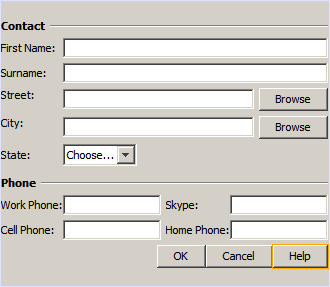 Contact
First Name:
Surname:
Street: Browse
City: Browse
State: Choose...
Phone
Work Phone: Skype:
Cell Phone: Home Phone:
OK Cancel Help